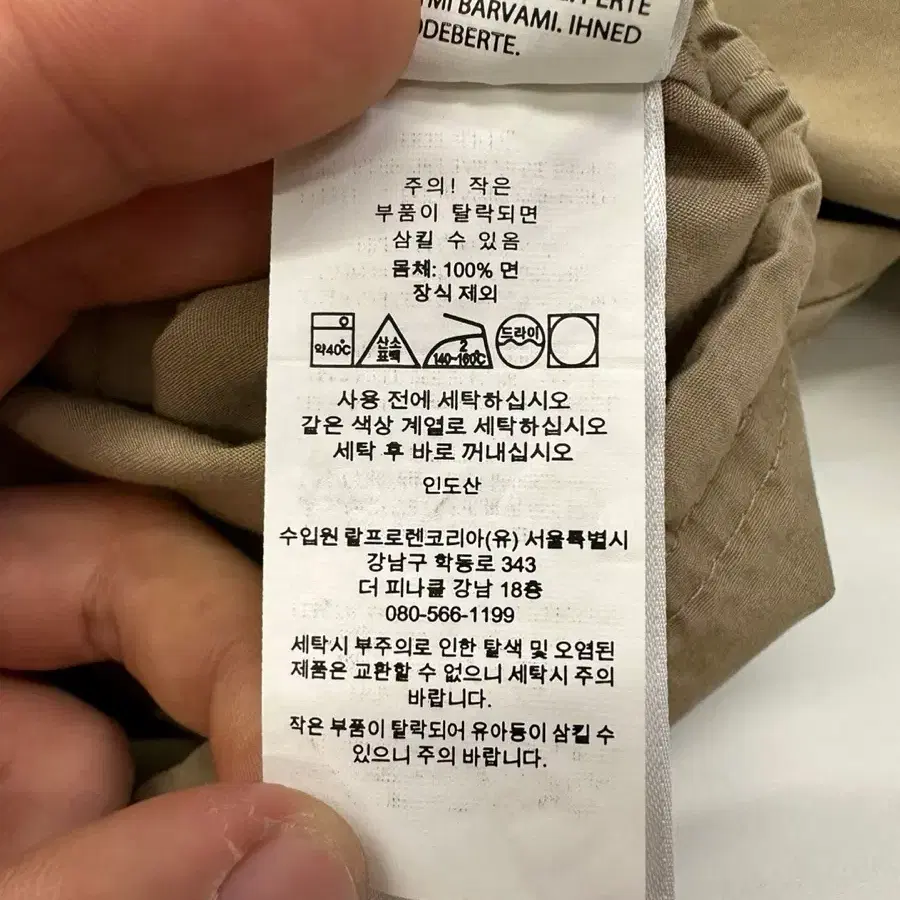 BARVAMI. IHNED
ODEBERTE.
주의! 작은
부품이 탈락되면
삼킬 수 있음
몸체: 100% 면
장식 제외
약40℃ 산소 표백 2 140~160℃ 드라이
사용 전에 세탁하십시오
같은 색상 계열로 세탁하십시오
세탁 후 바로 꺼내십시오
인도산
수입원 랄프로렌코리아(유) 서울특별시
강남구 학동로 343
더 피나클 강남 18층
080-566-1199
세탁시 부주의로 인한 탈색 및 오염된
제품은 교환할 수 없으니 세탁시 주의
바랍니다.
작은 부품이 탈락되어 유아등이 삼킬 수
있으니 주의 바랍니다.